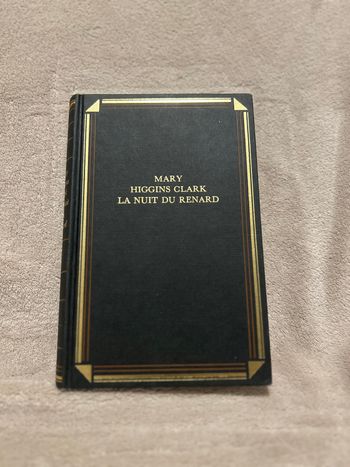 MARY
HIGGINS CLARK
LA NUIT DU RENARD